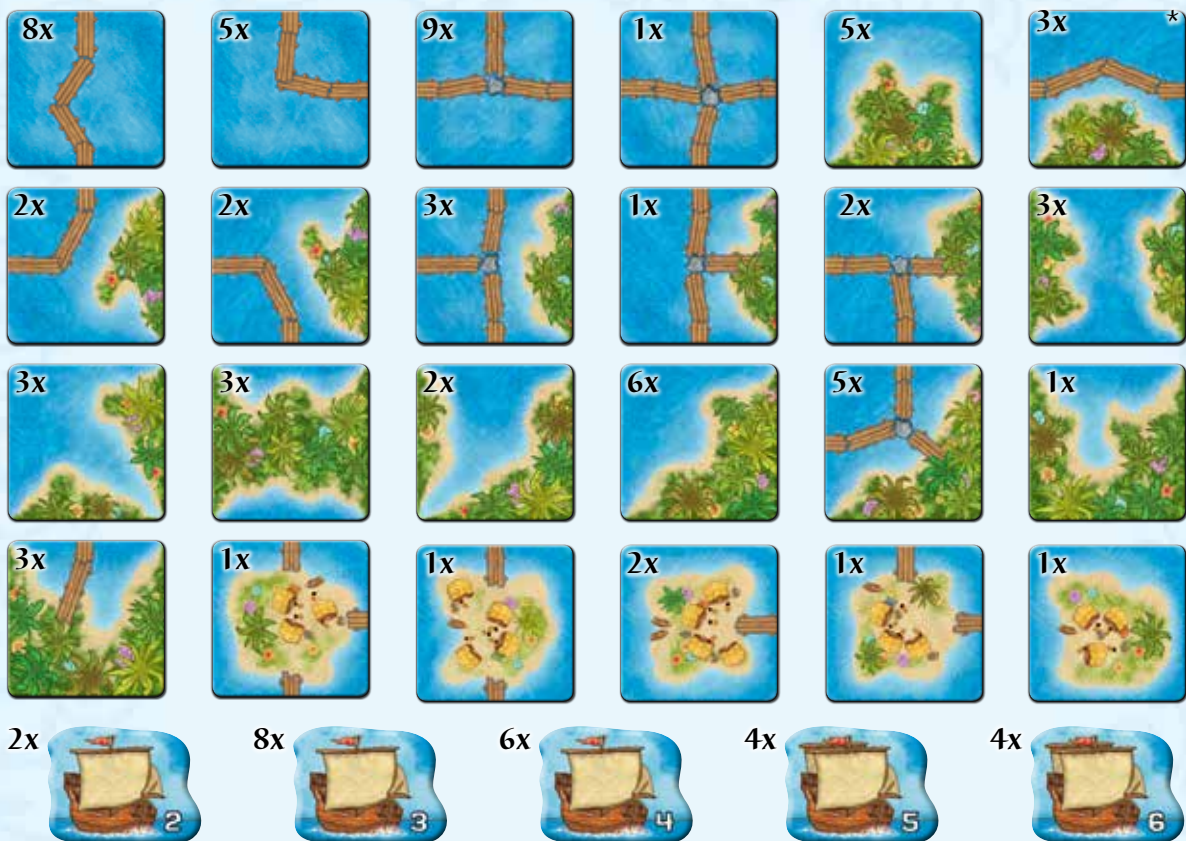 8x 5x 9x 1x 5x 3x *
2x 2x 3x 1x 2x 3x
3x 3x 2x 6x 5x 1x
3x 1x 1x 2x 1x 1x
2x 8x 6x 4x 4x
2 3 4 5 6